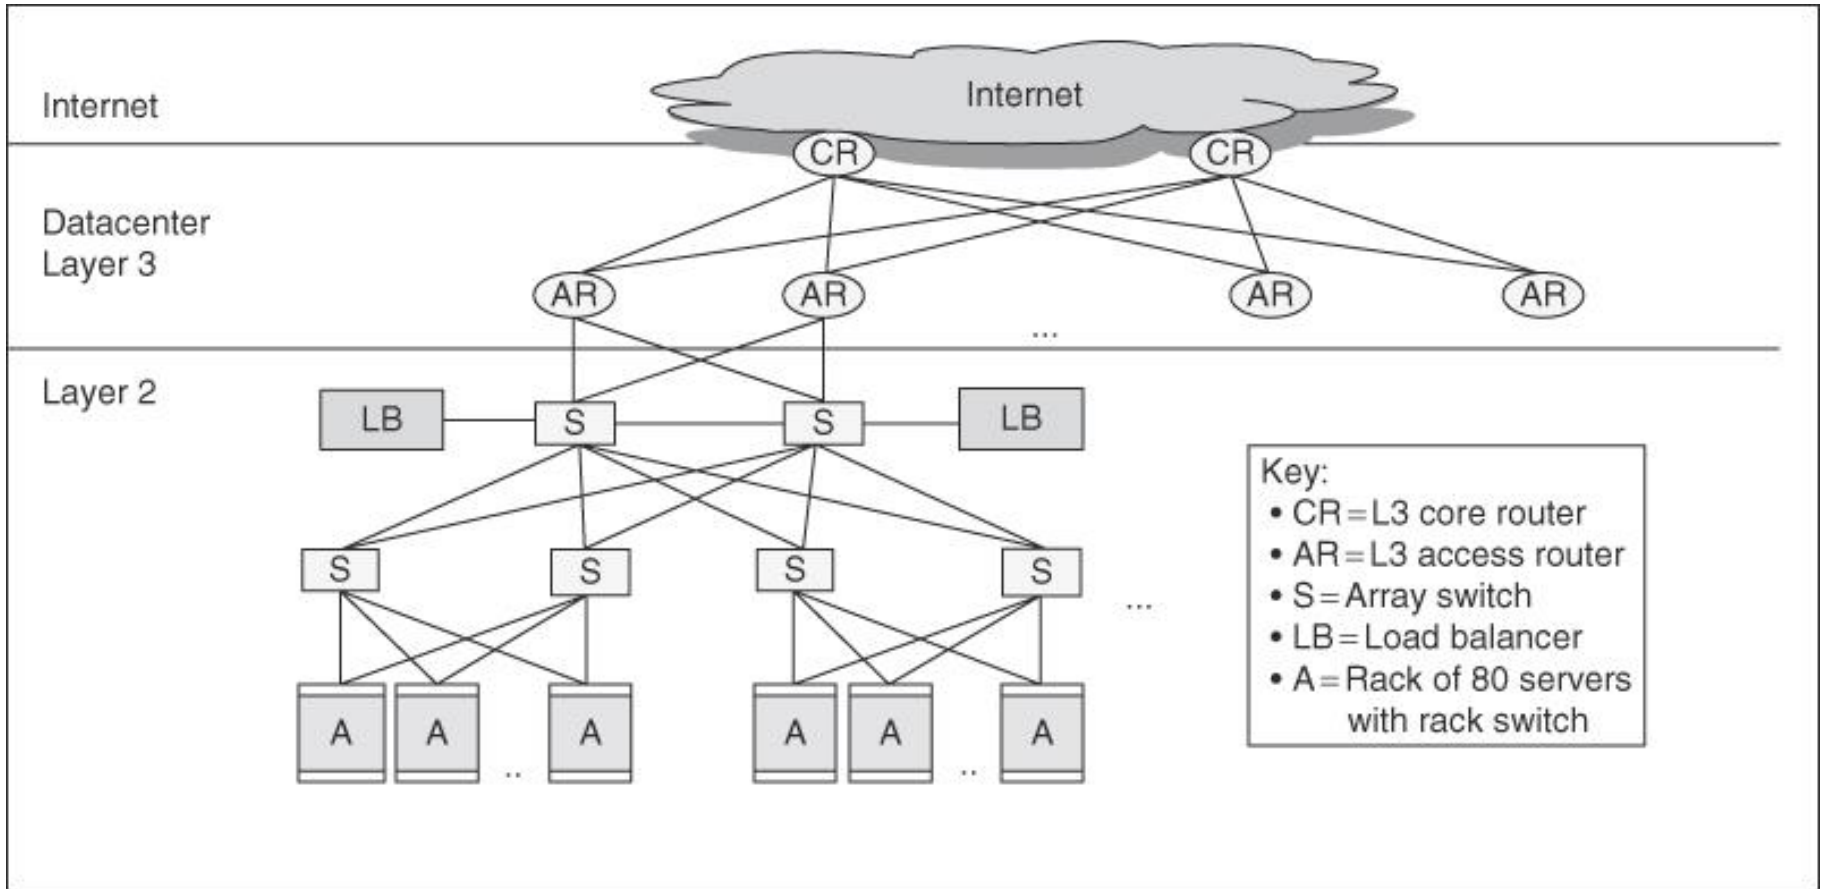 Internet
Internet
CR
CR
Datacenter
Layer 3
AR
AR
AR
AR
...
Layer 2
LB
S
S
LB
S
S
S
S
...
A
A
..
A
A
A
..
A
Key:
• CR=L3 core router
• AR=L3 access router
• S=Array switch
• LB=Load balancer
• A=Rack of 80 servers
with rack switch